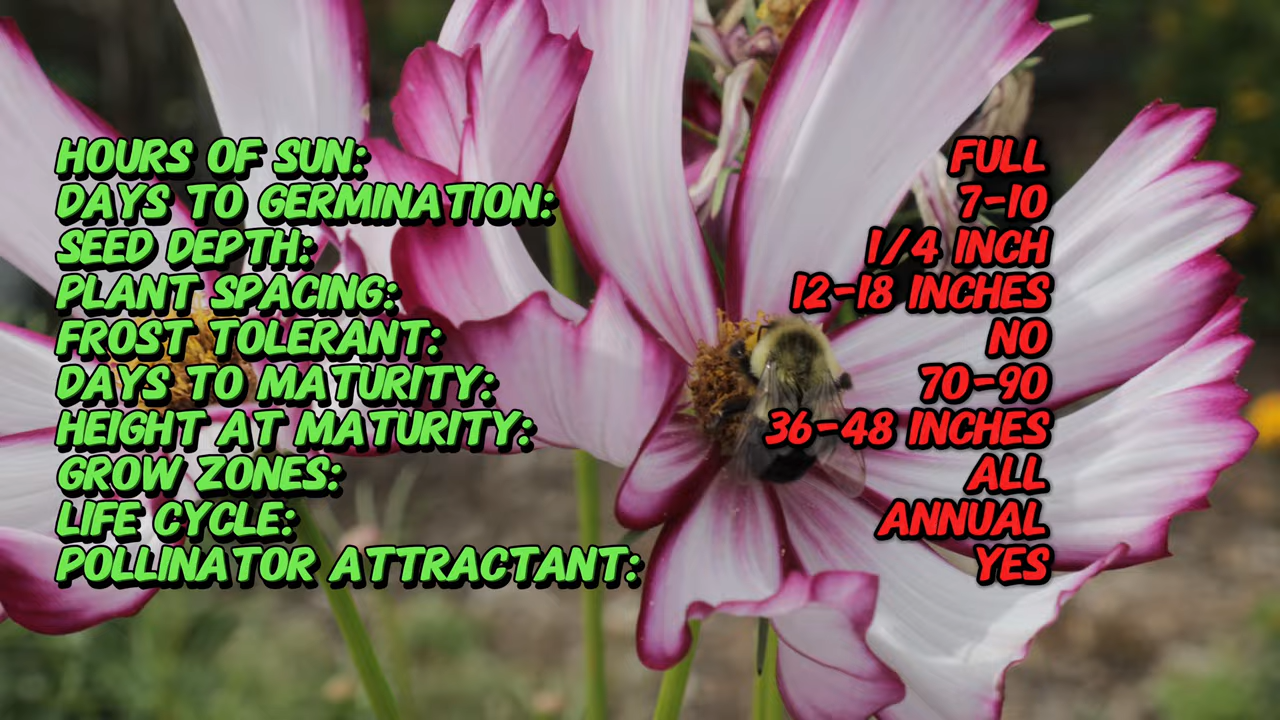 HOURS OF SUN: FULL
DAYS TO GERMINATION: 7-10
SEED DEPTH: 1/4 INCH
PLANT SPACING: 12-18 INCHES
FROST TOLERANT: NO
DAYS TO MATURITY: 70-90
HEIGHT AT MATURITY: 36-48 INCHES
GROW ZONES: ALL
LIFE CYCLE: ANNUAL
POLLINATOR ATTRACTANT: YES